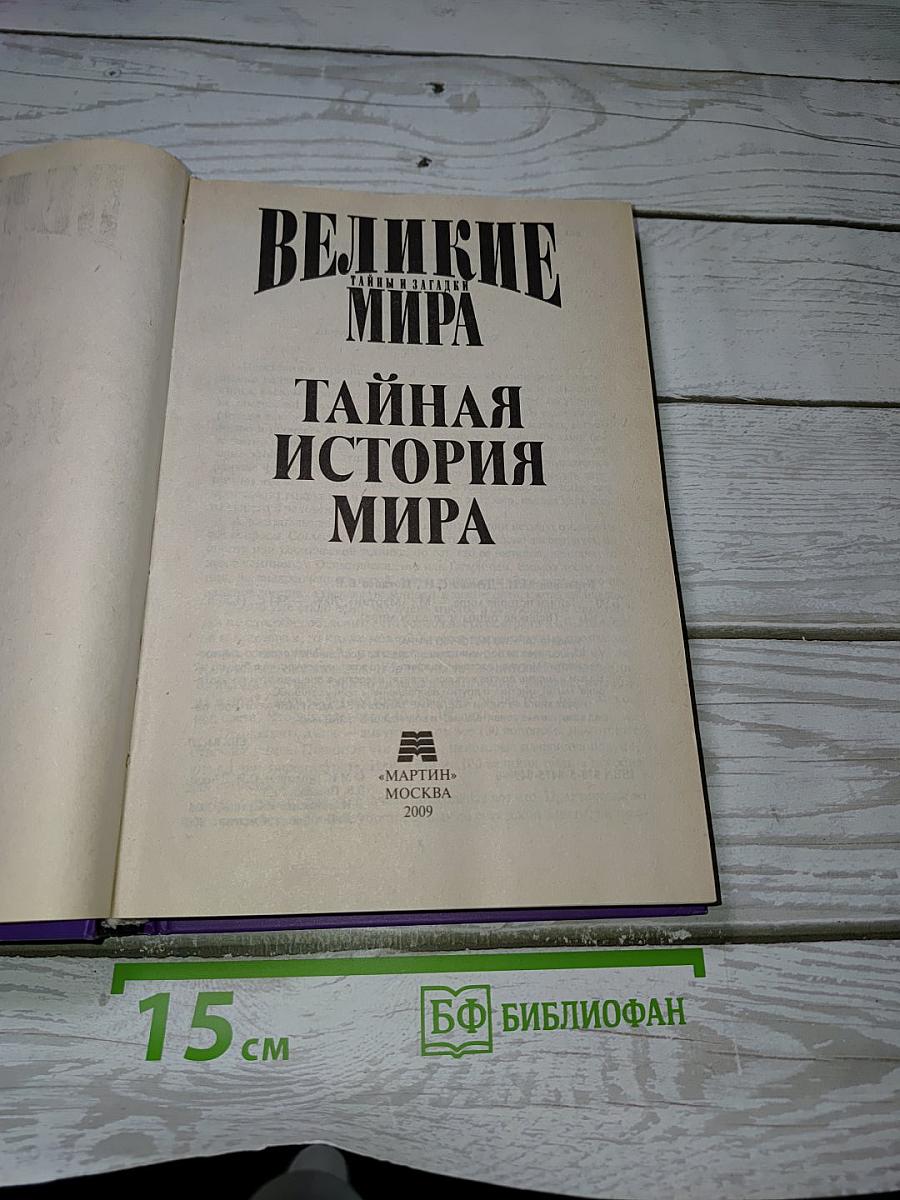 ВЕЛИКИЕ
ТАЙНЫ И ЗАГАДКИ
МИРА
ТАЙНАЯ
ИСТОРИЯ
МИРА
«МАРТИН»
МОСКВА
2009
15 см
БФ БИБЛИОФАН